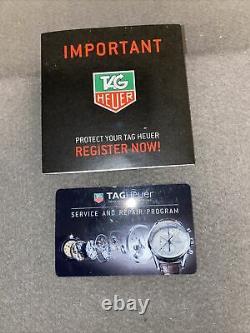 IMPORTANT
TAG
HEUER
PROTECT YOUR TAG HEUER
REGISTER NOW!
TAGHeuer
SERVICE AND REPAIR PROGRAM